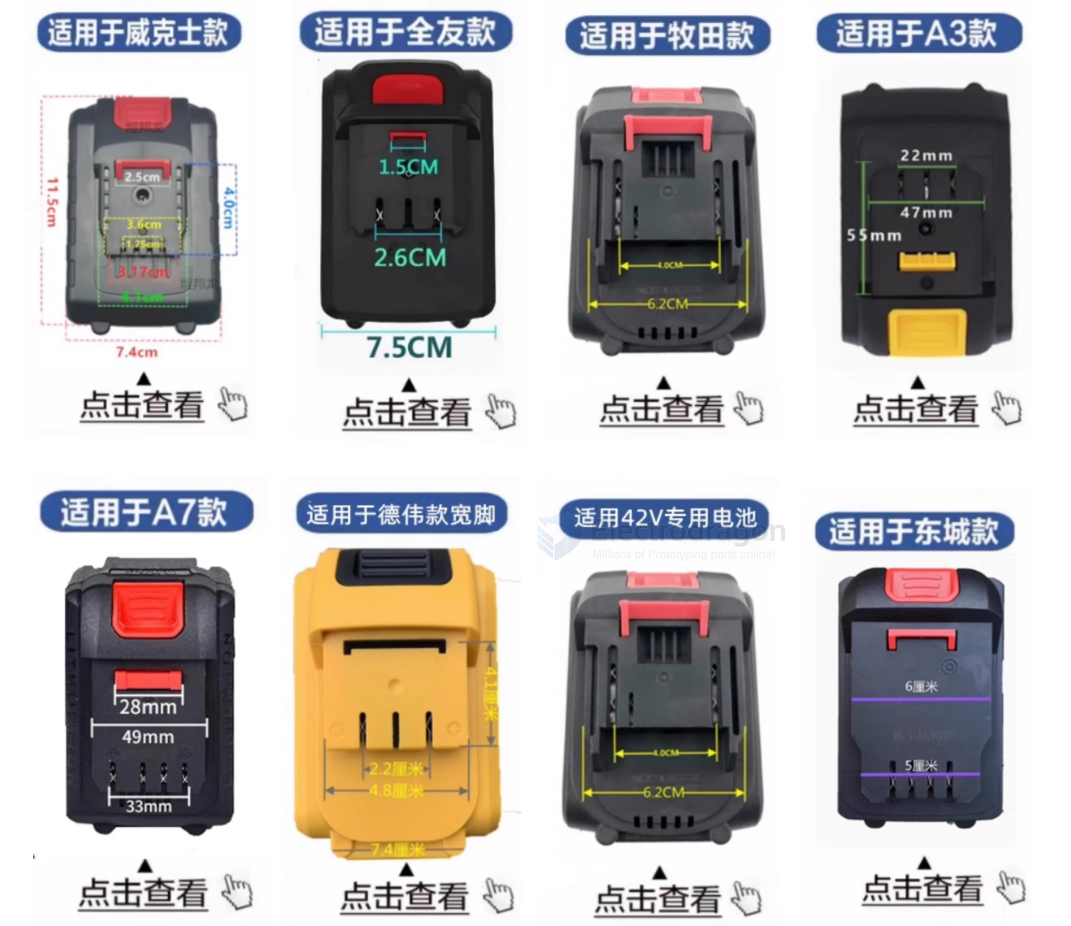 适用于威克士款
适用于全友款
适用于牧田款
适用于A3款
11.5cm
2.5cm
4.0cm
3.6cm
1.75cm
3.17cm
7.4cm
1.5CM
2.6CM
7.5CM
4.0CM
6.2CM
22mm
47mm
55mm
点击查看
点击查看
点击查看
点击查看
适用于A7款
适用于德伟款宽脚
适用42V专用电池
适用于东城款
Electrodragon
Millions of Prototyping parts online!
28mm
49mm
33mm
4.1厘米
2.2厘米
4.8厘米
7.4厘米
4.0CM
6.2CM
6厘米
5厘米
点击查看
点击查看
点击查看
点击查看